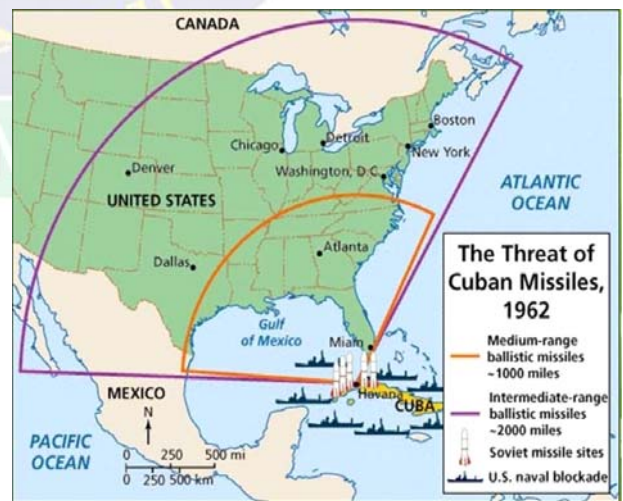 CANADA
Boston
Detroit
Chicago
New York
Denver
Washington, D.C.
ATLANTIC
OCEAN
UNITED STATES
Atlanta
Dallas
Gulf
of Mexico
Miami
Havana
CUBA
MEXICO
N
PACIFIC
OCEAN
0 250 500 mi
0 250 500 km
The Threat of
Cuban Missiles,
1962
Medium-range
ballistic missiles
~1000 miles
Intermediate-range
ballistic missiles
~2000 miles
Soviet missile sites
U.S. naval blockade